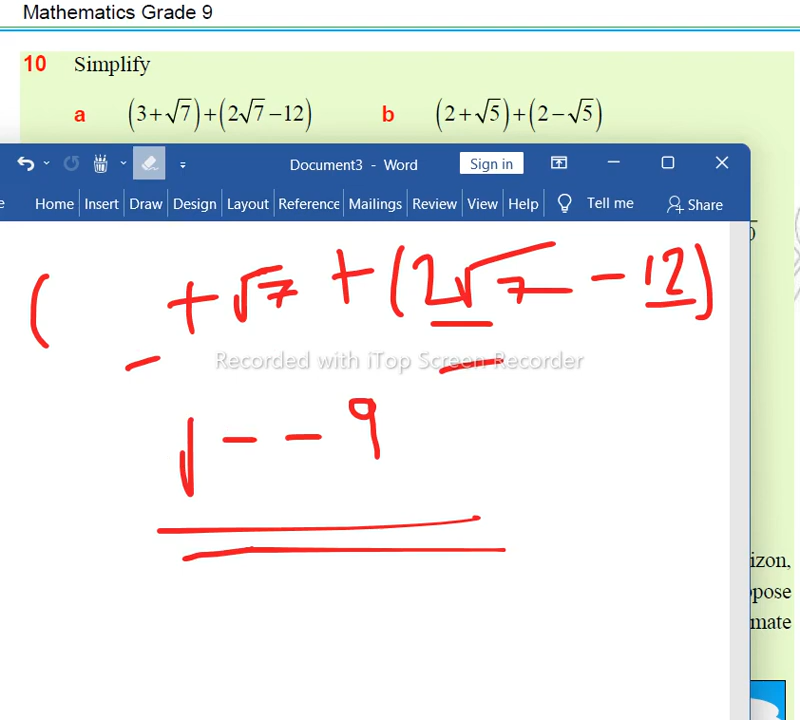 Mathematics Grade 9
10 Simplify
a (3+√7)+(2√7−12) b (2+√5)+(2−√5)
Document3 - Word Sign in
Home Insert Draw Design Layout Reference Mailings Review View Help Tell me Share
( + √7 + (2√7 − 12)
Recorded with iTop Screen Recorder
√ − − 9
izon,
pose
mate